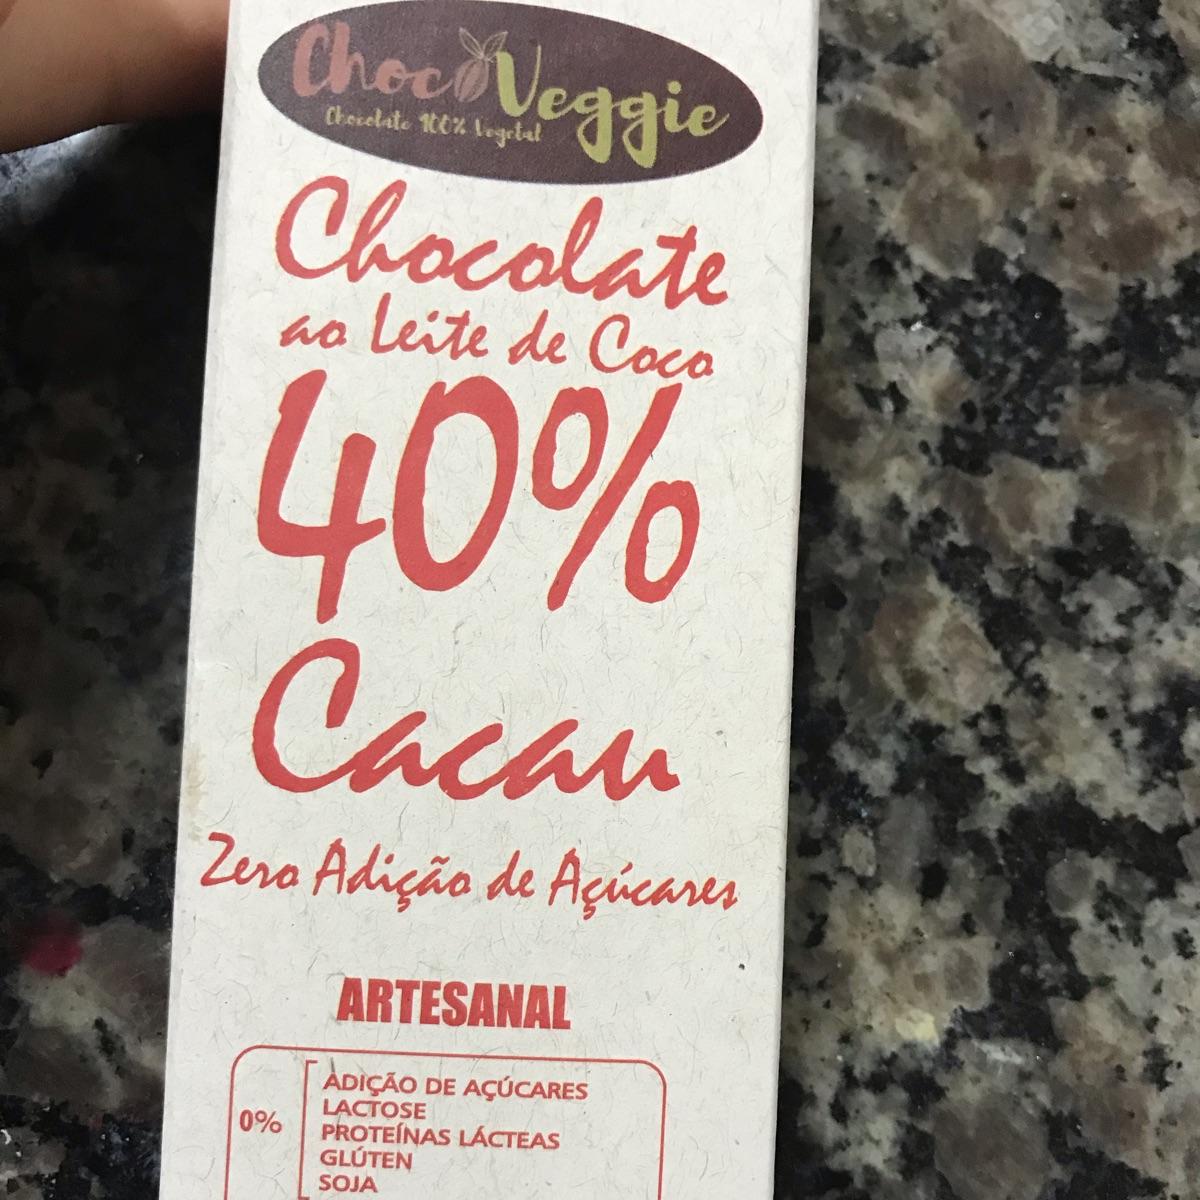 ChocoVeggie
Chocolate 100% Vegetal
Chocolate
ao Leite de Coco
40%
Cacau
Zero Adição de Açúcares
ARTESANAL
0%
ADIÇÃO DE AÇÚCARES
LACTOSE
PROTEÍNAS LÁCTEAS
GLÚTEN
SOJA